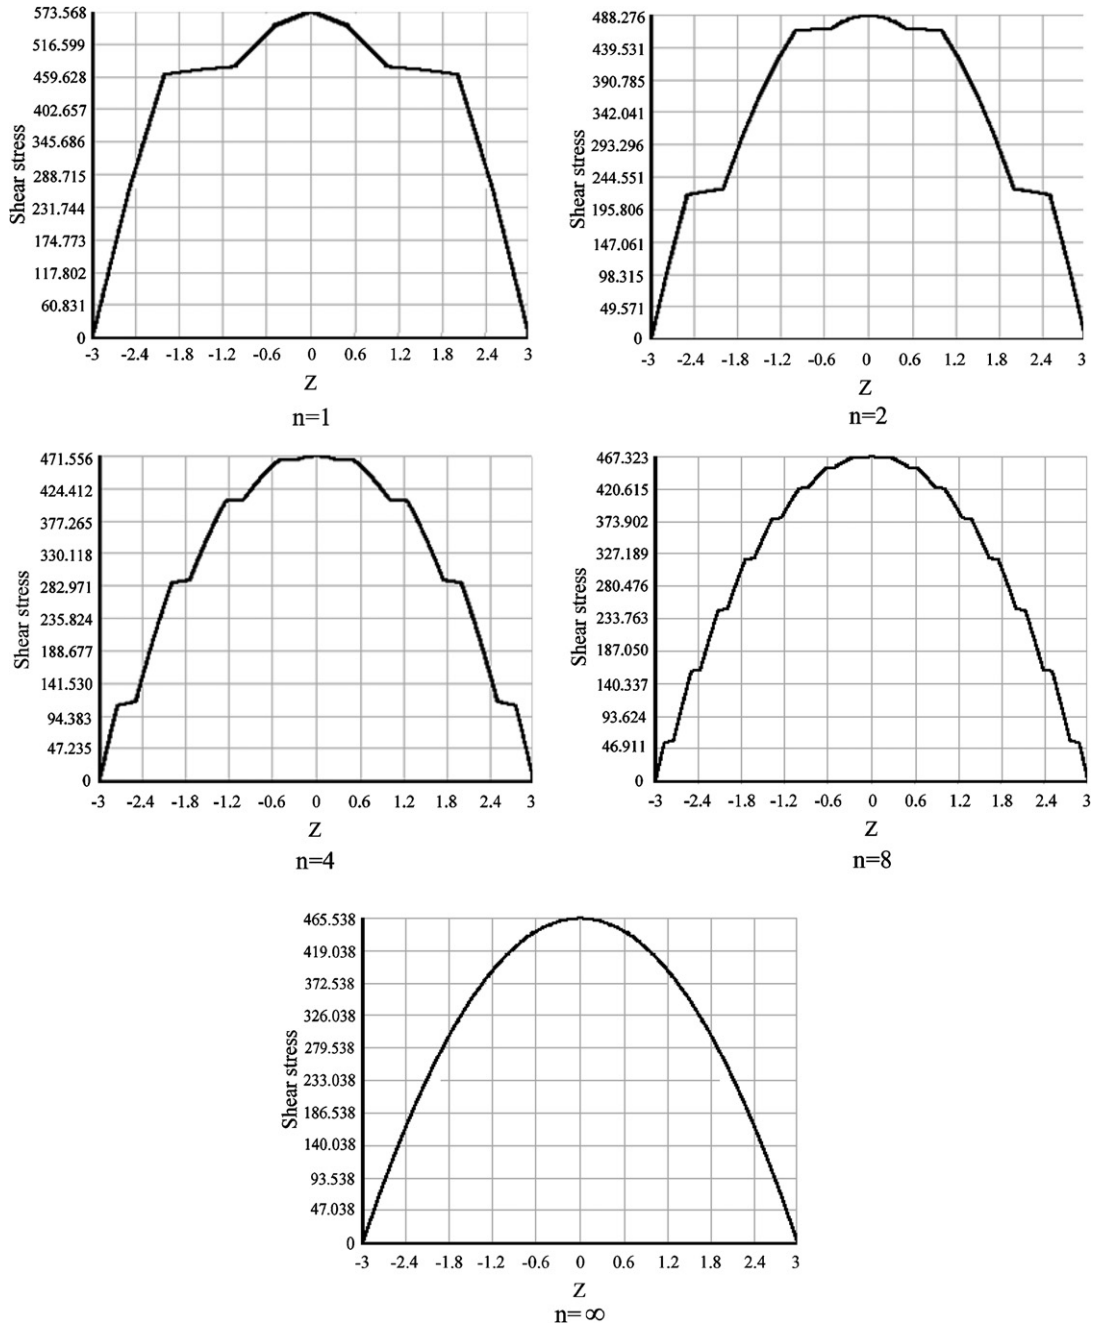 573.568
516.599
459.628
402.657
345.686
288.715
231.744
174.773
117.802
60.831
0
Shear stress
-3 -2.4 -1.8 -1.2 -0.6 0 0.6 1.2 1.8 2.4 3
Z
n=1
488.276
439.531
390.785
342.041
293.296
244.551
195.806
147.061
98.315
49.571
0
Shear stress
-3 -2.4 -1.8 -1.2 -0.6 0 0.6 1.2 1.8 2.4 3
Z
n=2
471.556
424.412
377.265
330.118
282.971
235.824
188.677
141.530
94.383
47.235
0
Shear stress
-3 -2.4 -1.8 -1.2 -0.6 0 0.6 1.2 1.8 2.4 3
Z
n=4
467.323
420.615
373.902
327.189
280.476
233.763
187.050
140.337
93.624
46.911
0
Shear stress
-3 -2.4 -1.8 -1.2 -0.6 0 0.6 1.2 1.8 2.4 3
Z
n=8
465.538
419.038
372.538
326.038
279.538
233.038
186.538
140.038
93.538
47.038
0
Shear stress
-3 -2.4 -1.8 -1.2 -0.6 0 0.6 1.2 1.8 2.4 3
Z
n=∞